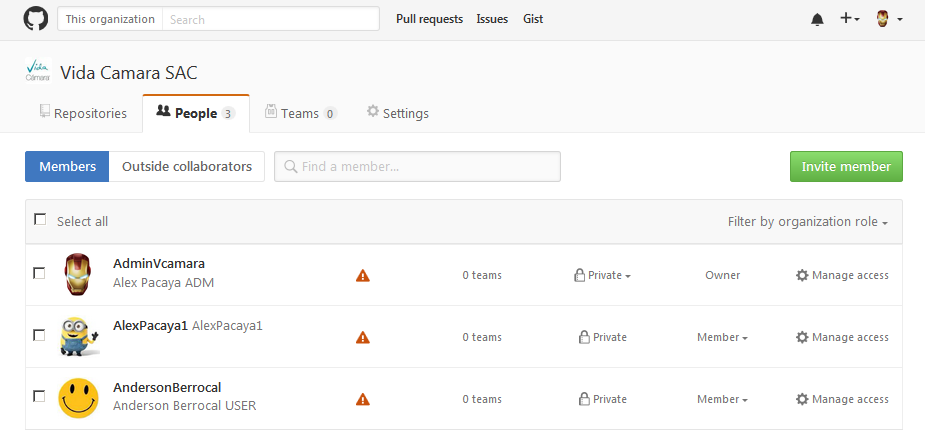 This organization Search Pull requests Issues Gist
Vida Cámara Vida Camara SAC
Repositories People 3 Teams 0 Settings
Members Outside collaborators Find a member... Invite member
Select all Filter by organization role
AdminVcamara
Alex Pacaya ADM 0 teams Private Owner Manage access
AlexPacaya1 AlexPacaya1 0 teams Private Member Manage access
AndersonBerrocal
Anderson Berrocal USER 0 teams Private Member Manage access